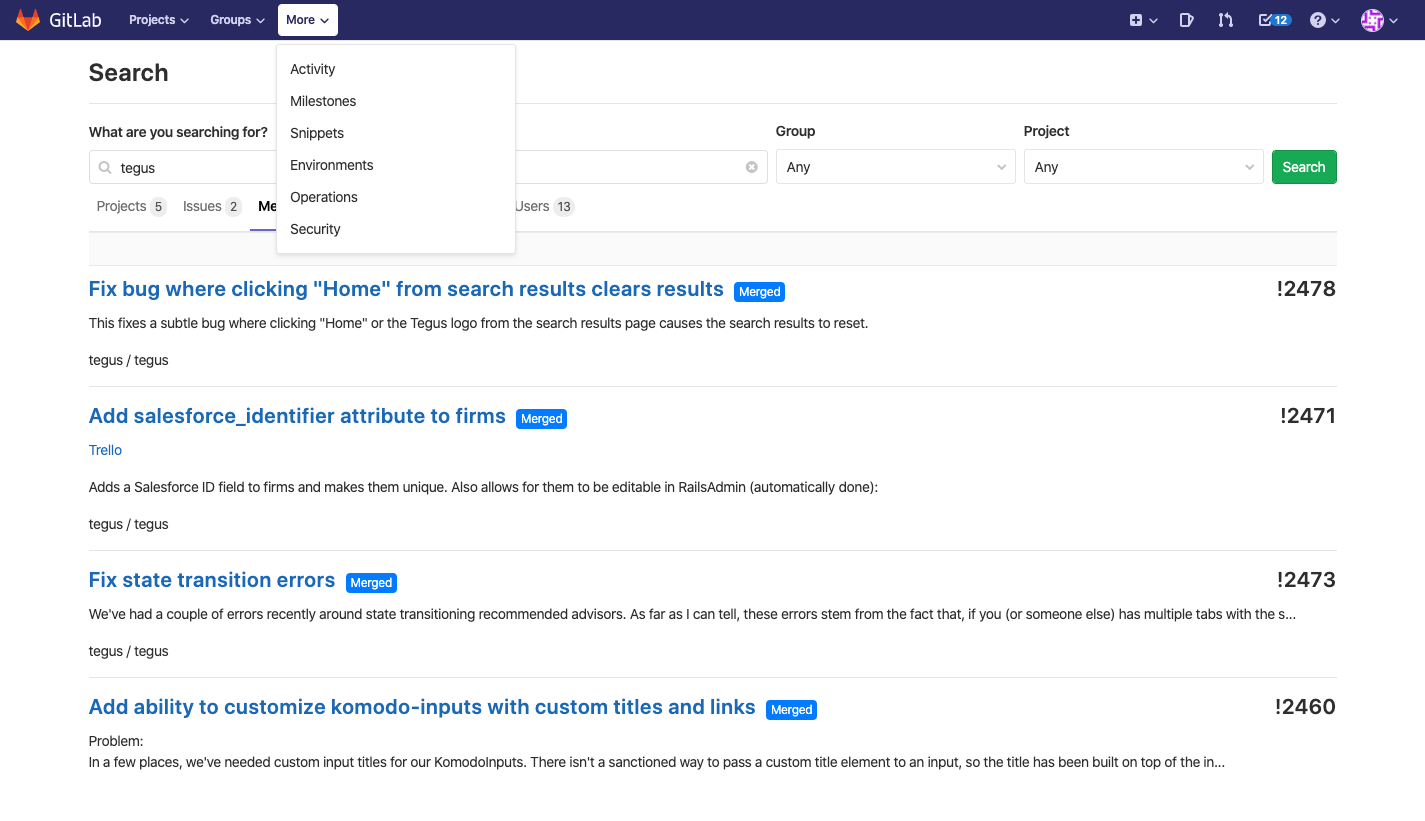 GitLab Projects Groups More 12
Activity
Milestones
Snippets
Environments
Operations
Security
Search
What are you searching for? Group Project
tegus Any Any Search
Projects 5 Issues 2 Me Users 13
Fix bug where clicking "Home" from search results clears results Merged !2478
This fixes a subtle bug where clicking "Home" or the Tegus logo from the search results page causes the search results to reset.
tegus / tegus
Add salesforce_identifier attribute to firms Merged !2471
Trello
Adds a Salesforce ID field to firms and makes them unique. Also allows for them to be editable in RailsAdmin (automatically done):
tegus / tegus
Fix state transition errors Merged !2473
We've had a couple of errors recently around state transitioning recommended advisors. As far as I can tell, these errors stem from the fact that, if you (or someone else) has multiple tabs with the s...
tegus / tegus
Add ability to customize komodo-inputs with custom titles and links Merged !2460
Problem:
In a few places, we've needed custom input titles for our KomodoInputs. There isn't a sanctioned way to pass a custom title element to an input, so the title has been built on top of the in...